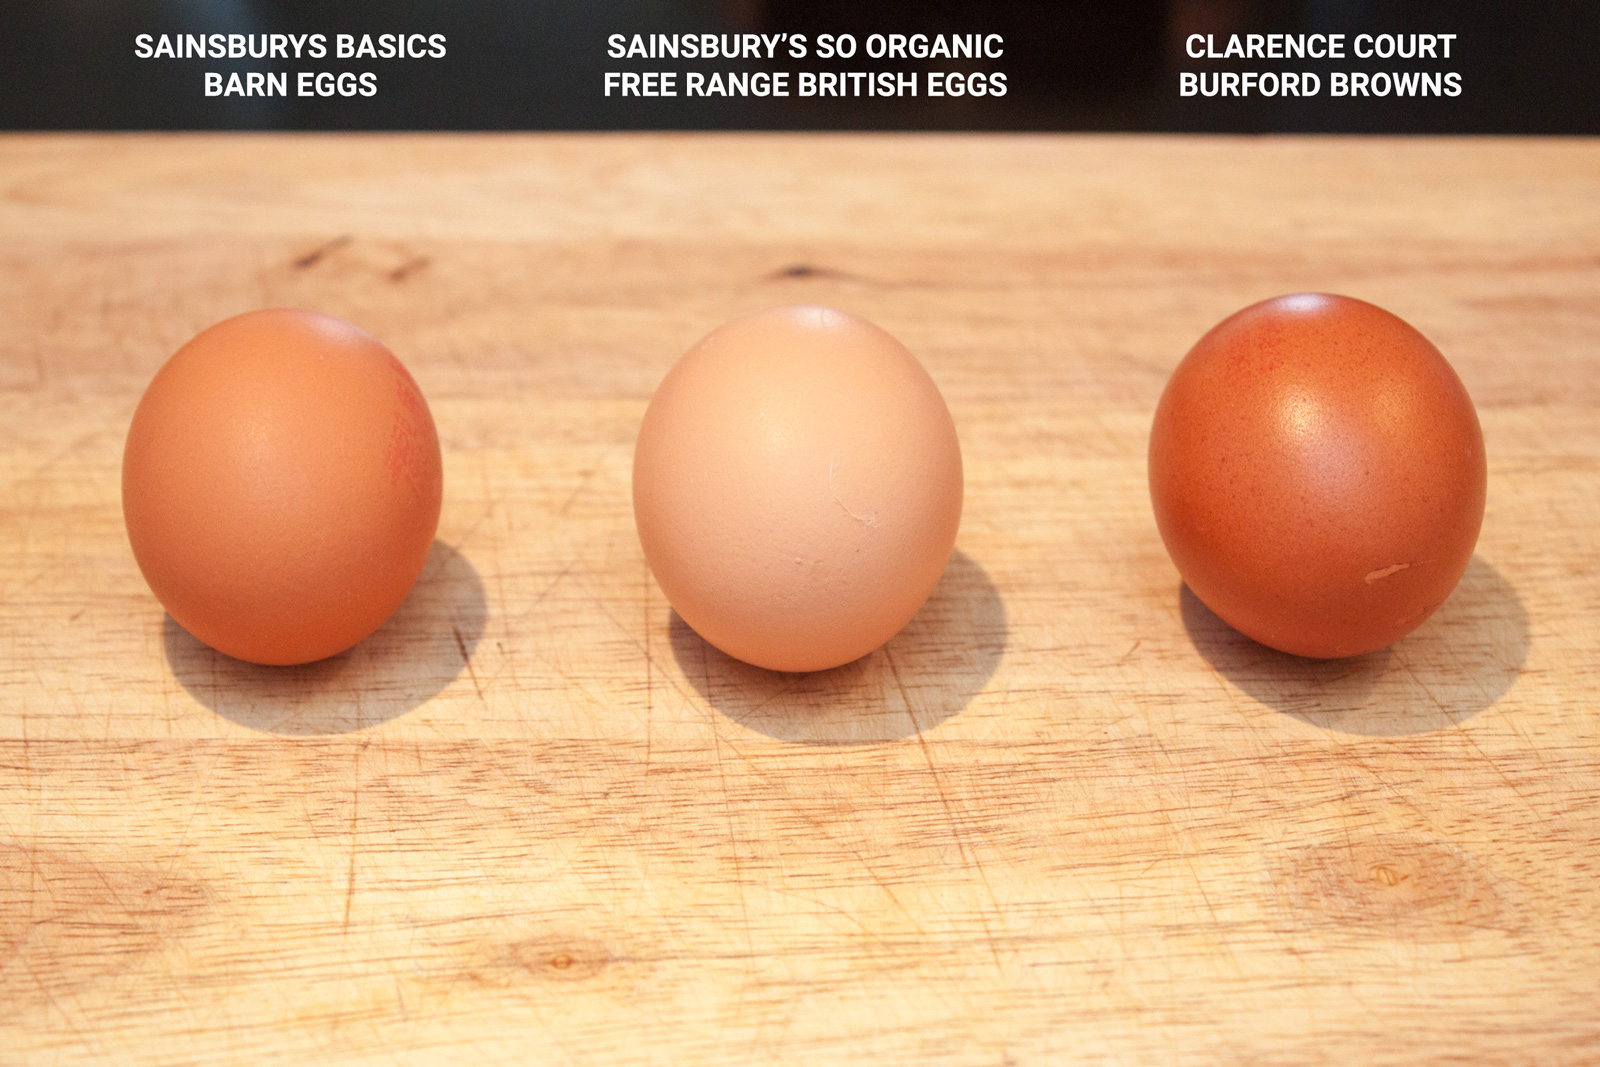 SAINSBURYS BASICS
BARN EGGS
SAINSBURY’S SO ORGANIC
FREE RANGE BRITISH EGGS
CLARENCE COURT
BURFORD BROWNS